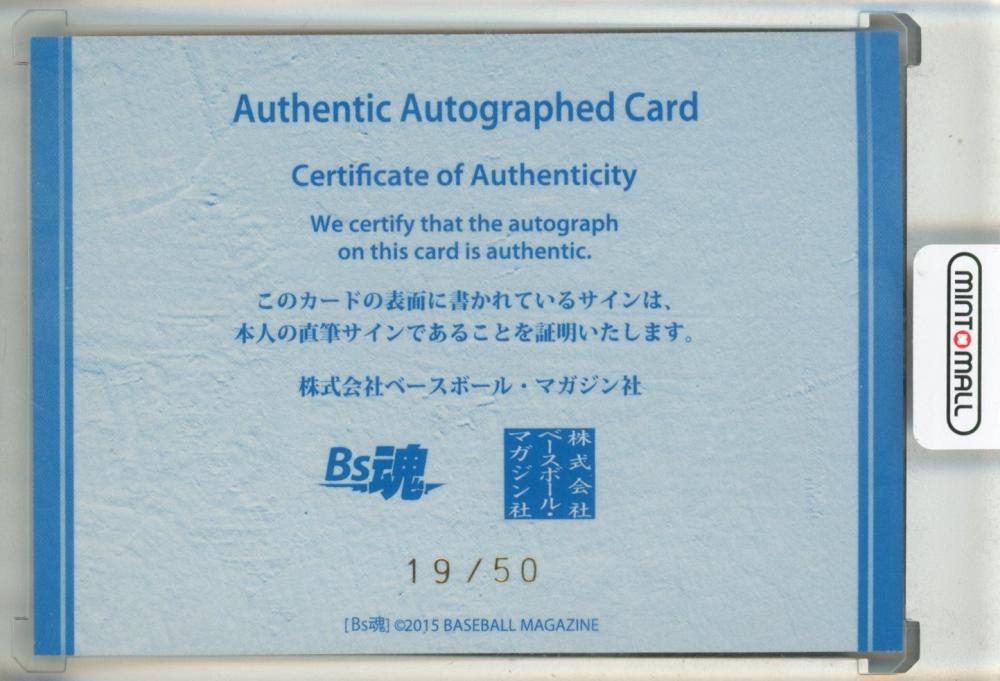 Authentic Autographed Card
Certificate of Authenticity
We certify that the autograph
on this card is authentic.
このカードの表面に書かれているサインは、
本人の直筆サインであることを証明いたします。
株式会社ベースボール・マガジン社
Bs魂
株式会社
ベースボール・
マガジン社
19/50
[Bs魂] ©2015 BASEBALL MAGAZINE
MINT MALL